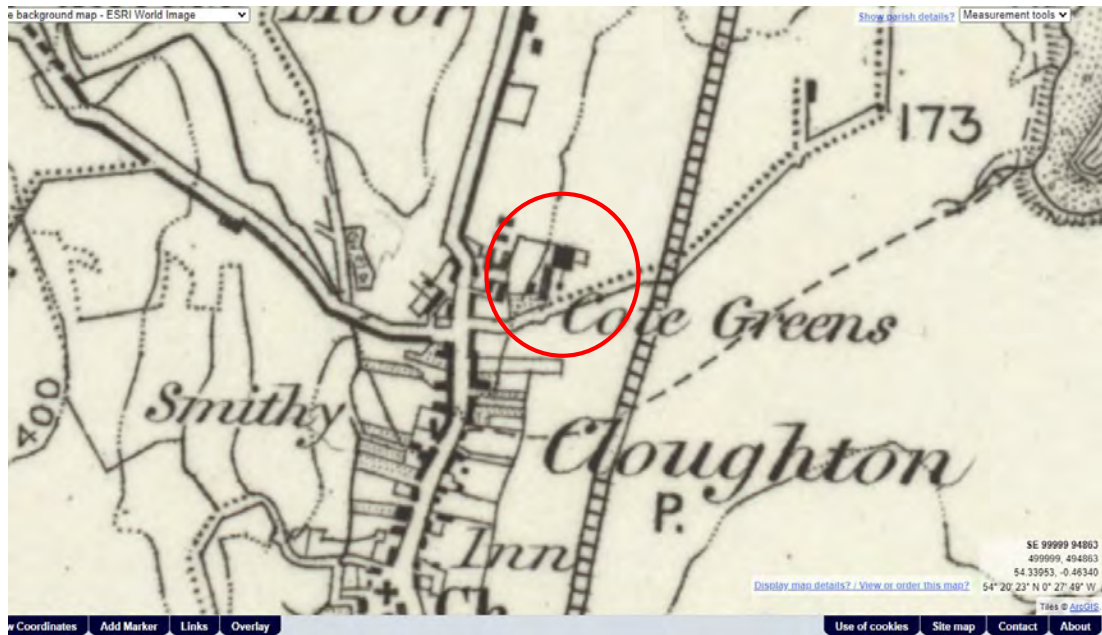 e background map - ESRI World Image
Show parish details?
Measurement tools
Moor
173
Cote Greens
400
Smithy
Cloughton
P.
Inn
Ch.
SE 99999 94863
499999, 494863
54.33953, -0.46340
Display map details? / View or order this map?
54° 20' 23" N 0° 27' 49" W
Tiles © ArcGIS
w Coordinates
Add Marker
Links
Overlay
Use of cookies
Site map
Contact
About